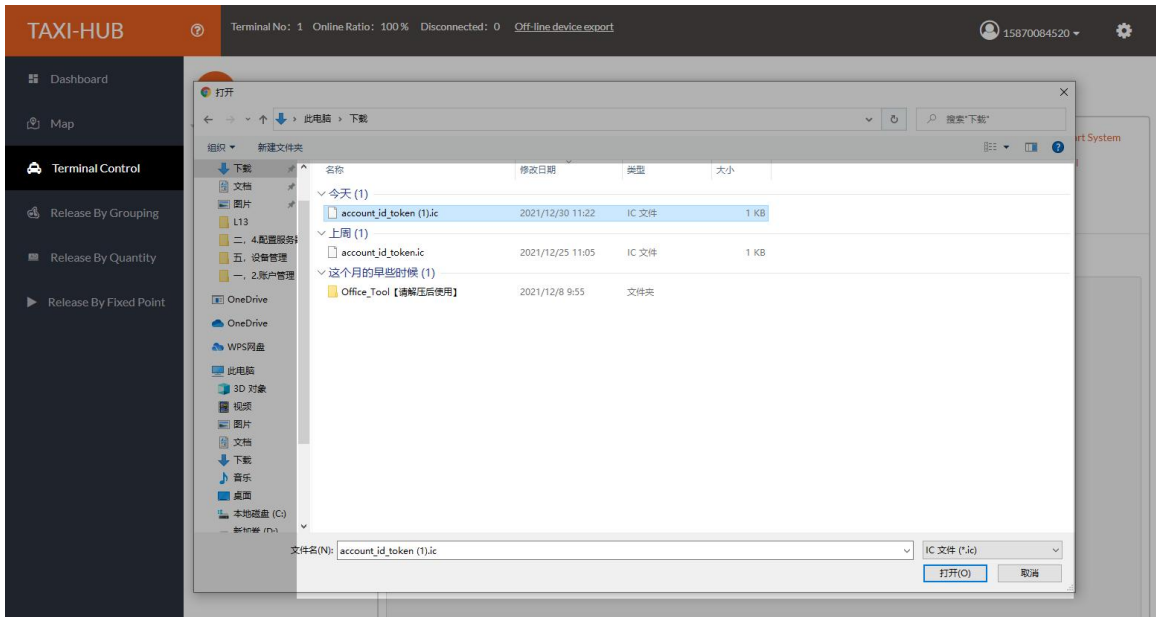 TAXI-HUB
Terminal No: 1 Online Ratio: 100 % Disconnected: 0 Off-line device export
15870084520
Dashboard
Map
Terminal Control
Release By Grouping
Release By Quantity
Release By Fixed Point
打开
此电脑 › 下载
搜索"下载"
组织 新建文件夹
System
下载
文档
图片
L13
二、4.配置服务
五、设备管理
一、2.账户管理
OneDrive
OneDrive
WPS网盘
此电脑
3D 对象
视频
图片
文档
下载
音乐
桌面
本地磁盘 (C:)
新加卷 (D:)
名称 修改日期 类型 大小
今天 (1)
account_id_token (1).ic 2021/12/30 11:22 IC 文件 1 KB
上周 (1)
account_id_token.ic 2021/12/25 11:05 IC 文件 1 KB
这个月的早些时候 (1)
Office_Tool【请解压后使用】 2021/12/8 9:55 文件夹
文件名(N): account_id_token (1).ic IC 文件 (*.ic)
打开(O) 取消